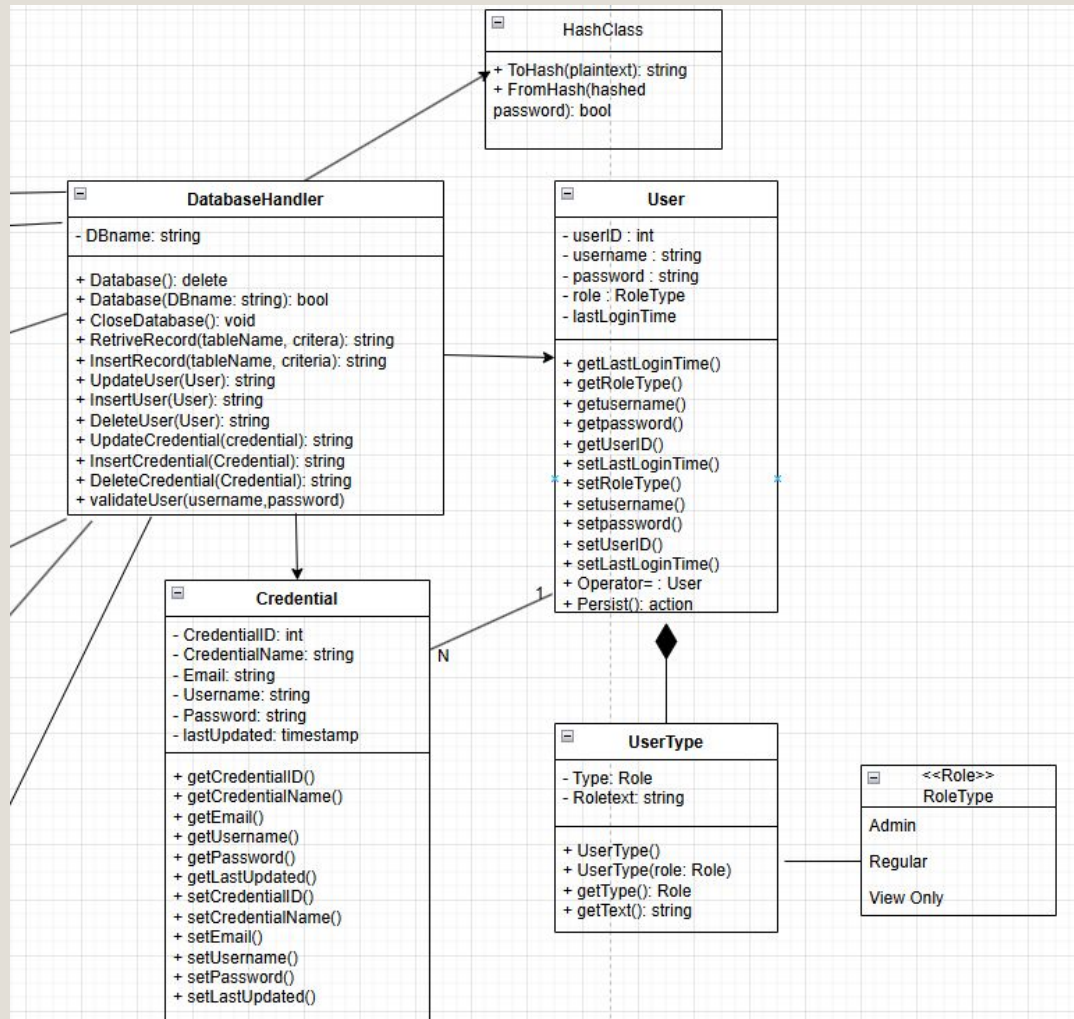 HashClass
+ ToHash(plaintext): string
+ FromHash(hashed
password): bool
DatabaseHandler
- DBname: string
+ Database(): delete
+ Database(DBname: string): bool
+ CloseDatabase(): void
+ RetriveRecord(tableName, critera): string
+ InsertRecord(tableName, criteria): string
+ UpdateUser(User): string
+ InsertUser(User): string
+ DeleteUser(User): string
+ UpdateCredential(credential): string
+ InsertCredential(Credential): string
+ DeleteCredential(Credential): string
+ validateUser(username,password)
User
- userID : int
- username : string
- password : string
- role : RoleType
- lastLoginTime
+ getLastLoginTime()
+ getRoleType()
+ getusername()
+ getpassword()
+ getUserID()
+ setLastLoginTime()
+ setRoleType()
+ setusername()
+ setpassword()
+ setUserID()
+ setLastLoginTime()
+ Operator= : User
+ Persist(): action
1
N
Credential
- CredentialID: int
- CredentialName: string
- Email: string
- Username: string
- Password: string
- lastUpdated: timestamp
+ getCredentialID()
+ getCredentialName()
+ getEmail()
+ getUsername()
+ getPassword()
+ getLastUpdated()
+ setCredentialID()
+ setCredentialName()
+ setEmail()
+ setUsername()
+ setPassword()
+ setLastUpdated()
UserType
- Type: Role
- Roletext: string
+ UserType()
+ UserType(role: Role)
+ getType(): Role
+ getText(): string
<<Role>>
RoleType
Admin
Regular
View Only